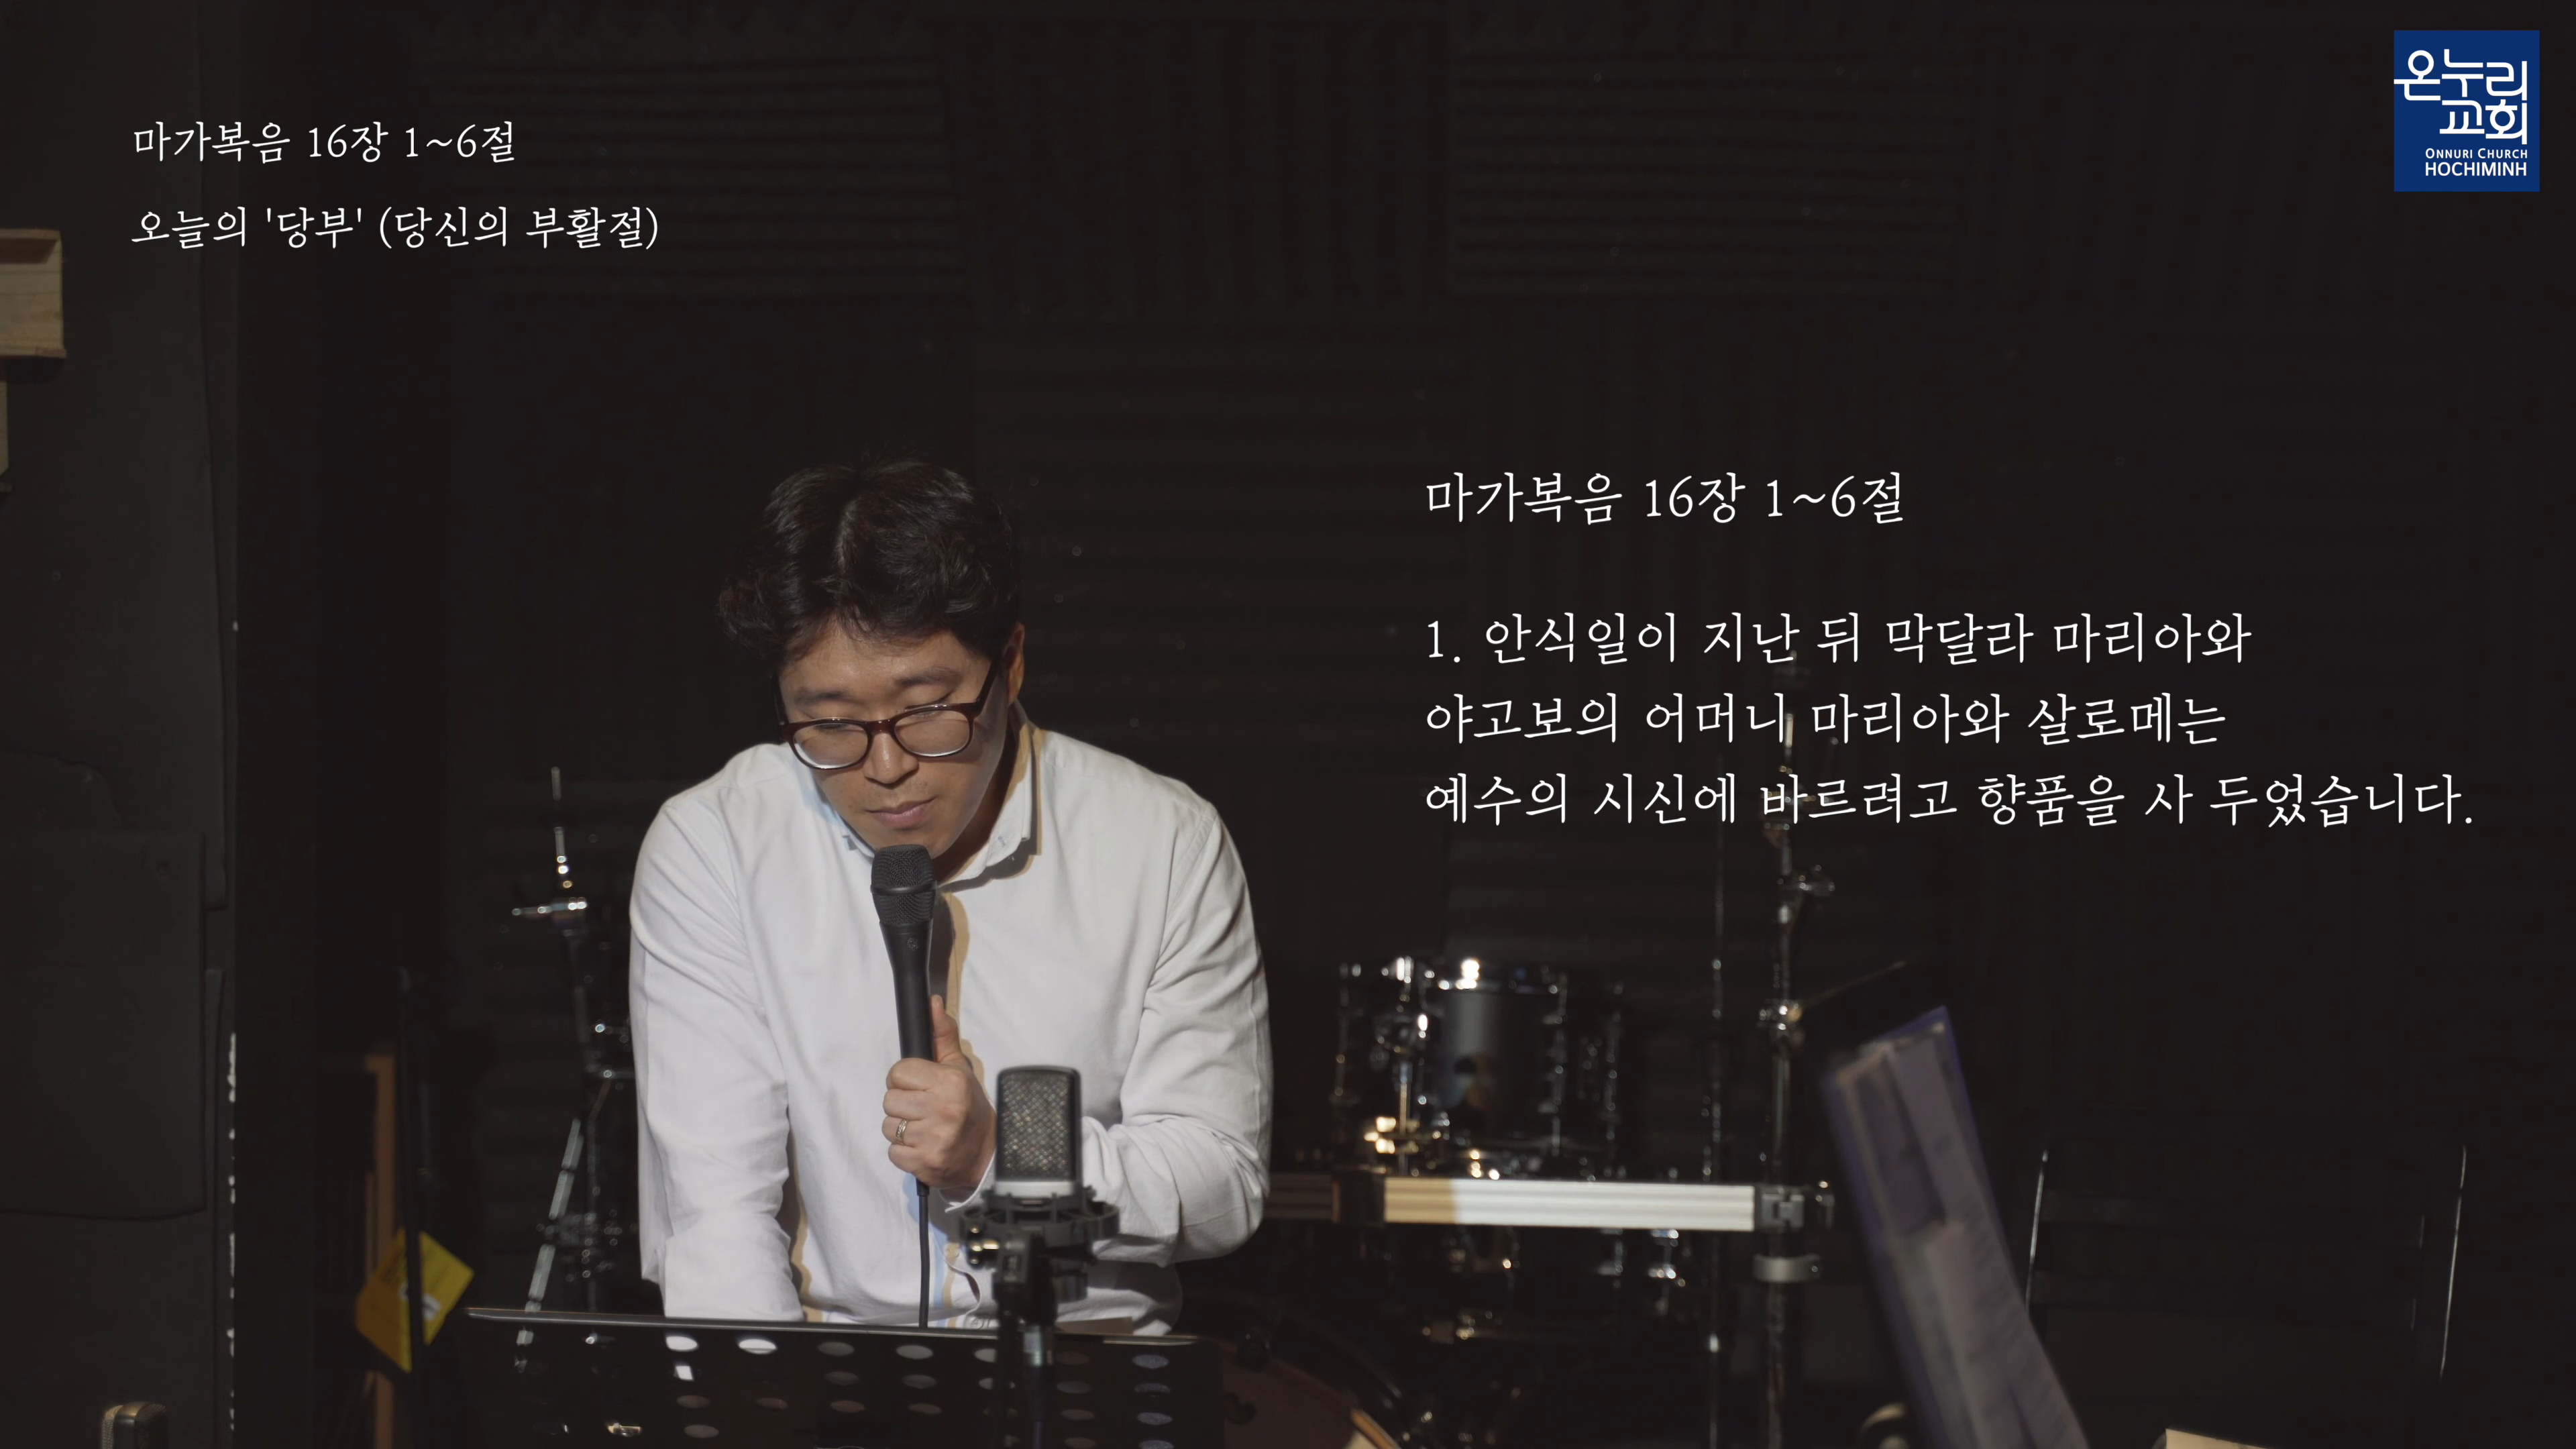 마가복음 16장 1~6절
오늘의 '당부' (당신의 부활절)
온누리
교회
ONNURI CHURCH
HOCHIMINH
마가복음 16장 1~6절
1. 안식일이 지난 뒤 막달라 마리아와
야고보의 어머니 마리아와 살로메는
예수의 시신에 바르려고 향품을 사 두었습니다.